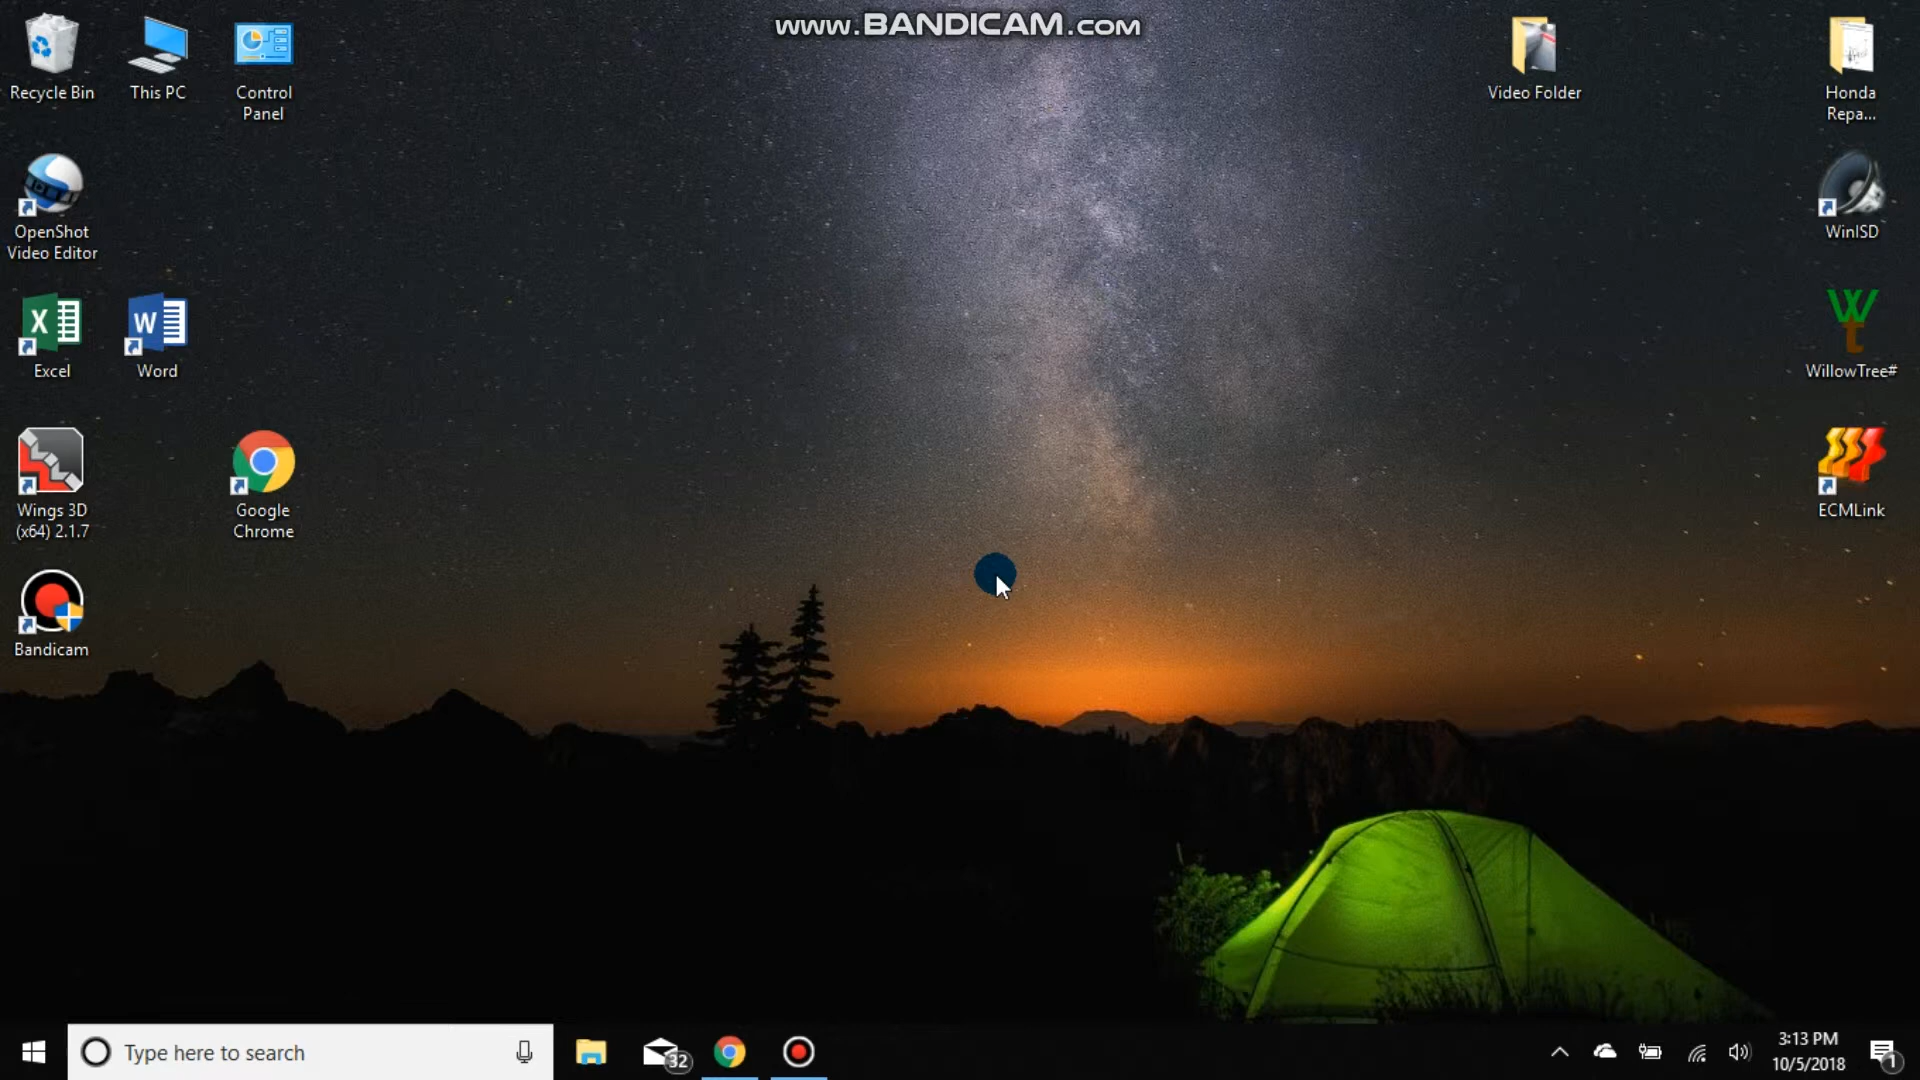 www.BANDICAM.com
Recycle Bin
This PC
Control
Panel
Video Folder
Honda
Repa...
OpenShot
Video Editor
WinISD
Excel
Word
WillowTree#
Wings 3D
(x64) 2.1.7
Google
Chrome
ECMLink
Bandicam
Type here to search
32
3:13 PM
10/5/2018
1